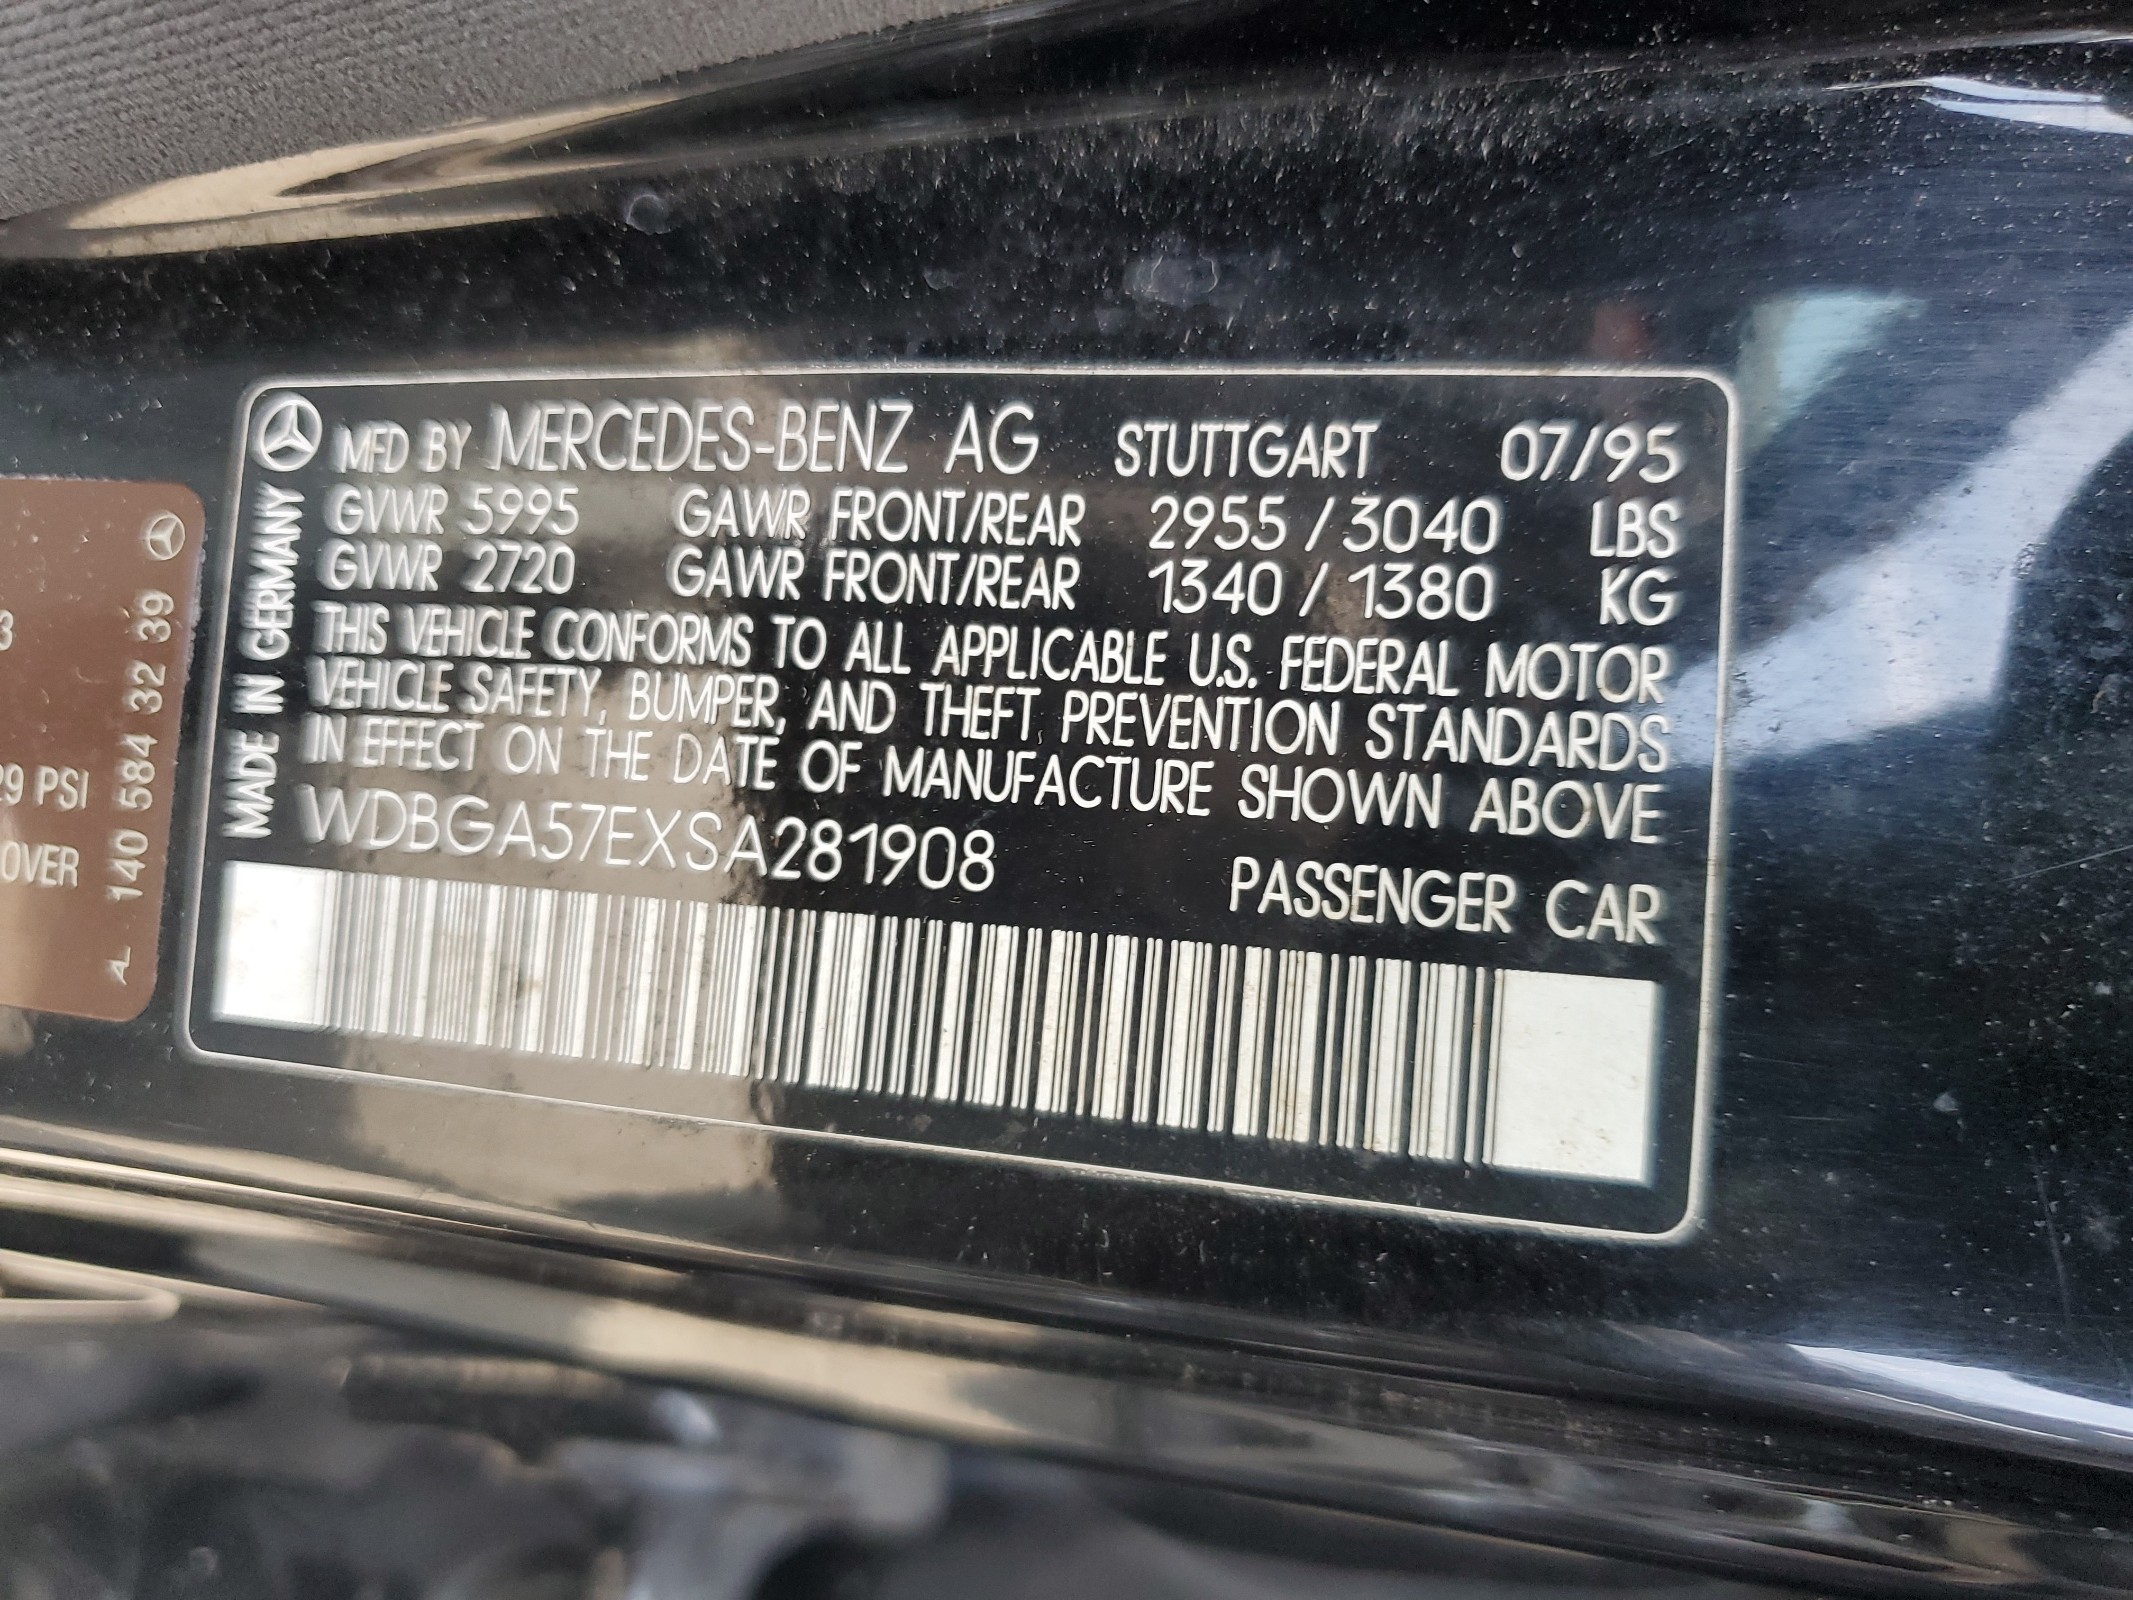 MFD BY MERCEDES-BENZ AG STUTTGART 07/95
GVWR 5995 GAWR FRONT/REAR 2955 / 3040 LBS
GVWR 2720 GAWR FRONT/REAR 1340 / 1380 KG
THIS VEHICLE CONFORMS TO ALL APPLICABLE U.S. FEDERAL MOTOR
VEHICLE SAFETY, BUMPER, AND THEFT PREVENTION STANDARDS
IN EFFECT ON THE DATE OF MANUFACTURE SHOWN ABOVE
WDBGA57EXSA281908
PASSENGER CAR
MADE IN GERMANY
3
29 PSI
OVER
140 584 32 39